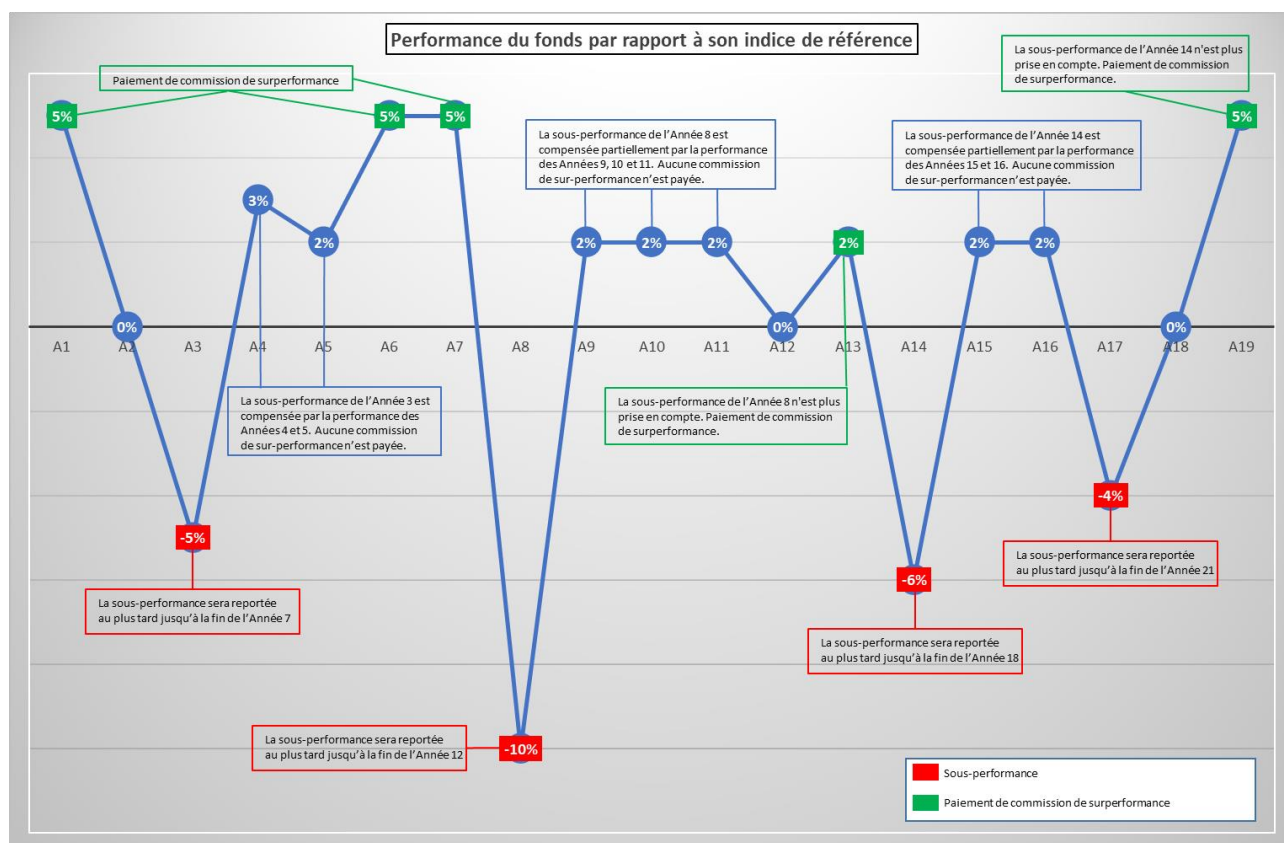 Performance du fonds par rapport à son indice de référence
La sous-performance de l'Année 14 n'est plus
prise en compte. Paiement de commission
de surperformance.
Paiement de commission de surperformance
5%
5%
5%
5%
La sous-performance de l'Année 8 est
compensée partiellement par la performance
des Années 9, 10 et 11. Aucune commission
de sur-performance n'est payée.
La sous-performance de l'Année 14 est
compensée partiellement par la performance
des Années 15 et 16. Aucune commission
de sur-performance n'est payée.
3%
2%
2%
2%
2%
2%
2%
2%
0%
0%
0%
A1 A2 A3 A4 A5 A6 A7 A8 A9 A10 A11 A12 A13 A14 A15 A16 A17 A18 A19
La sous-performance de l'Année 3 est
compensée par la performance des
Années 4 et 5. Aucune commission
de sur-performance n'est payée.
La sous-performance de l'Année 8 n'est plus
prise en compte. Paiement de commission
de surperformance.
-4%
-5%
La sous-performance sera reportée
au plus tard jusqu'à la fin de l'Année 21
-6%
La sous-performance sera reportée
au plus tard jusqu'à la fin de l'Année 7
La sous-performance sera reportée
au plus tard jusqu'à la fin de l'Année 18
La sous-performance sera reportée
au plus tard jusqu'à la fin de l'Année 12
-10%
Sous-performance
Paiement de commission de surperformance